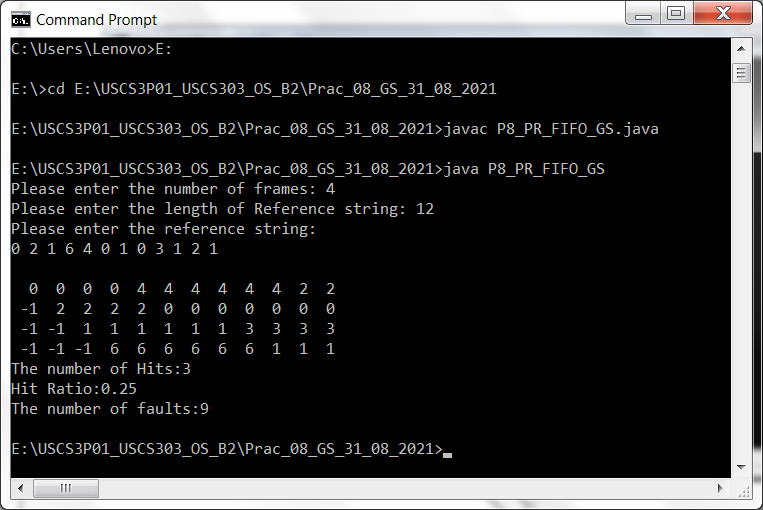 Command Prompt
C:\Users\Lenovo>E:
E:\>cd E:\USCS3P01_USCS303_OS_B2\Prac_08_GS_31_08_2021
E:\USCS3P01_USCS303_OS_B2\Prac_08_GS_31_08_2021>javac P8_PR_FIFO_GS.java
E:\USCS3P01_USCS303_OS_B2\Prac_08_GS_31_08_2021>java P8_PR_FIFO_GS
Please enter the number of frames: 4
Please enter the length of Reference string: 12
Please enter the reference string:
0 2 1 6 4 0 1 0 3 1 2 1
0 0 0 0 4 4 4 4 4 4 2 2
-1 2 2 2 2 0 0 0 0 0 0 0
-1 -1 1 1 1 1 1 1 3 3 3 3
-1 -1 -1 6 6 6 6 6 6 1 1 1
The number of Hits:3
Hit Ratio:0.25
The number of faults:9
E:\USCS3P01_USCS303_OS_B2\Prac_08_GS_31_08_2021>